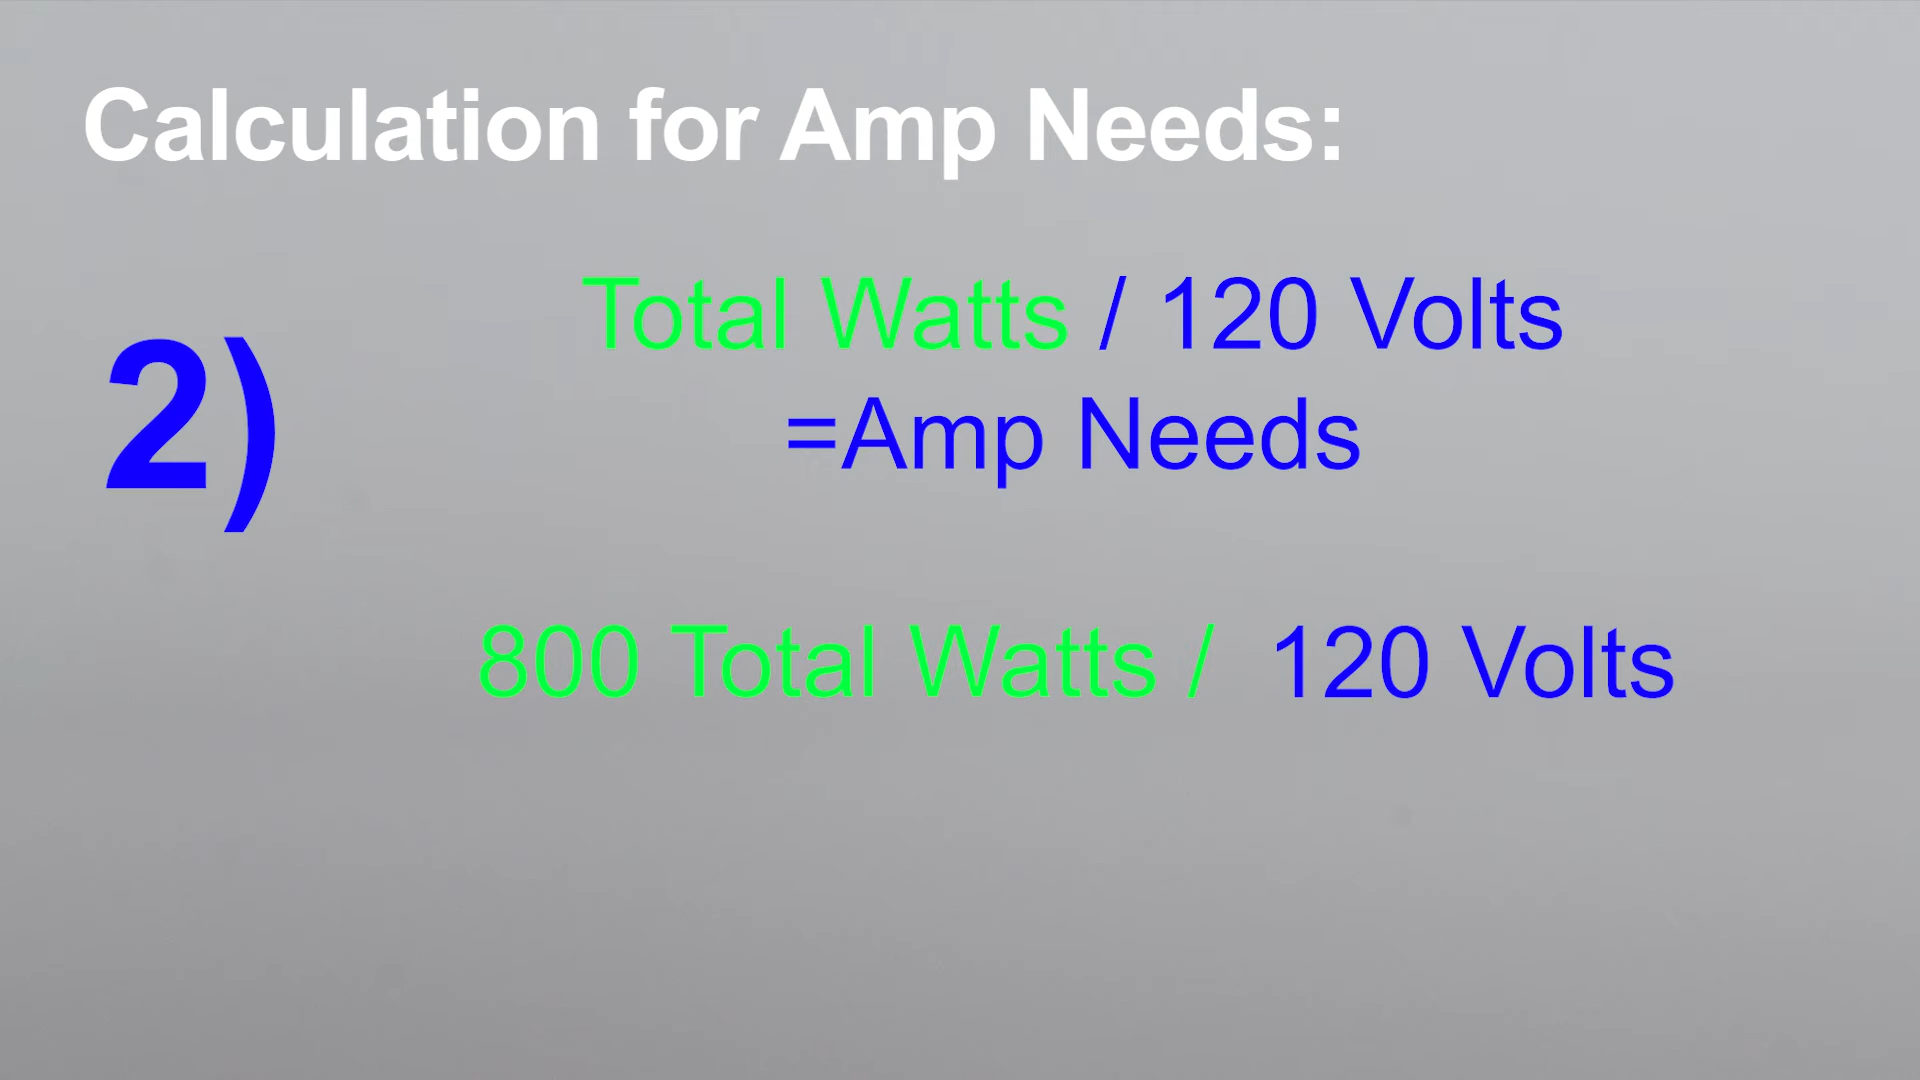 Calculation for Amp Needs:
2)
Total Watts / 120 Volts
=Amp Needs
800 Total Watts /  120 Volts